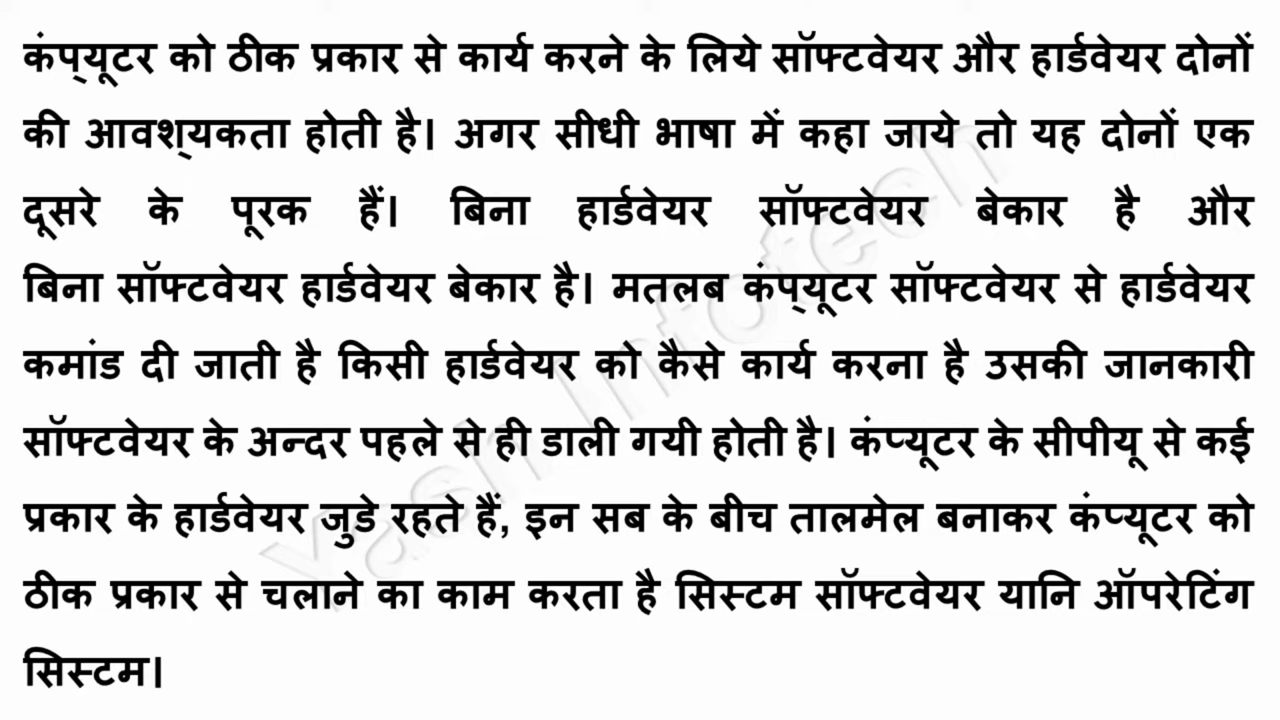 कंप्‌यूटर को ठीक प्रकार से कार्य करने के लिये सॉफ्टवेयर और हार्डवेयर दोनों
की आवश्‌यकता होती है। अगर सीधी भाषा में कहा जाये तो यह दोनों एक
दूसरे के पूरक हैं। बिना हार्डवेयर सॉफ्टवेयर बेकार है और
बिना सॉफ्टवेयर हार्डवेयर बेकार है। मतलब कंप्‌यूटर सॉफ्टवेयर से हार्डवेयर
कमांड दी जाती है किसी हार्डवेयर को कैसे कार्य करना है उसकी जानकारी
सॉफ्टवेयर के अन्दर पहले से ही डाली गयी होती है। कंप्यूटर के सीपीयू से कई
प्रकार के हार्डवेयर जुडे रहते हैं, इन सब के बीच तालमेल बनाकर कंप्यूटर को
ठीक प्रकार से चलाने का काम करता है सिस्टम सॉफ्टवेयर यानि ऑपरेटिंग
सिस्टम।
Yash Infotech